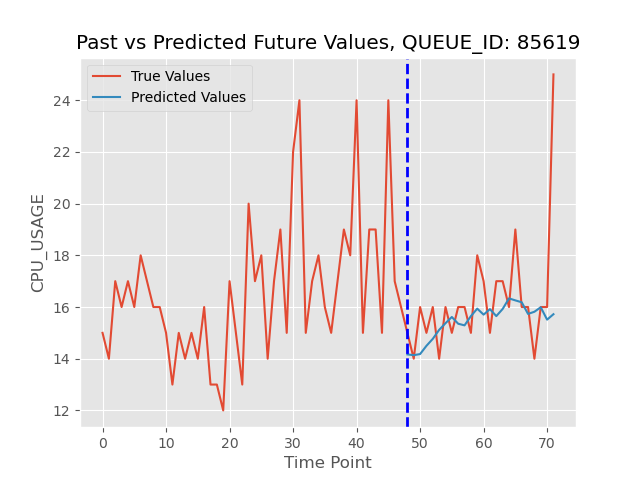 Past vs Predicted Future Values, QUEUE_ID: 85619
True Values
Predicted Values
24
22
20
18
16
14
12
CPU_USAGE
0 10 20 30 40 50 60 70
Time Point